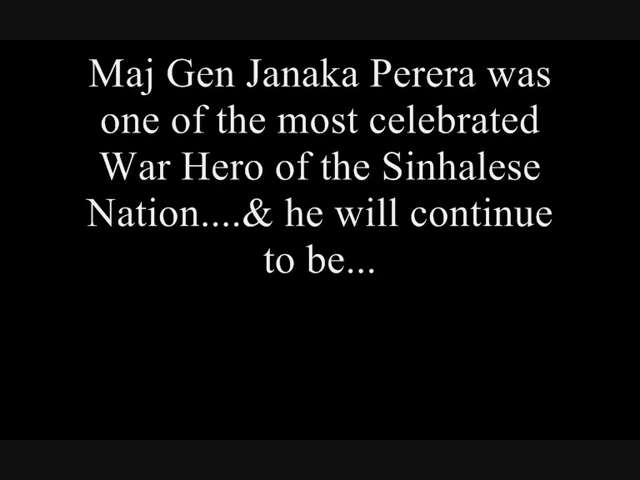 Maj Gen Janaka Perera was
one of the most celebrated
War Hero of the Sinhalese
Nation....& he will continue
to be...